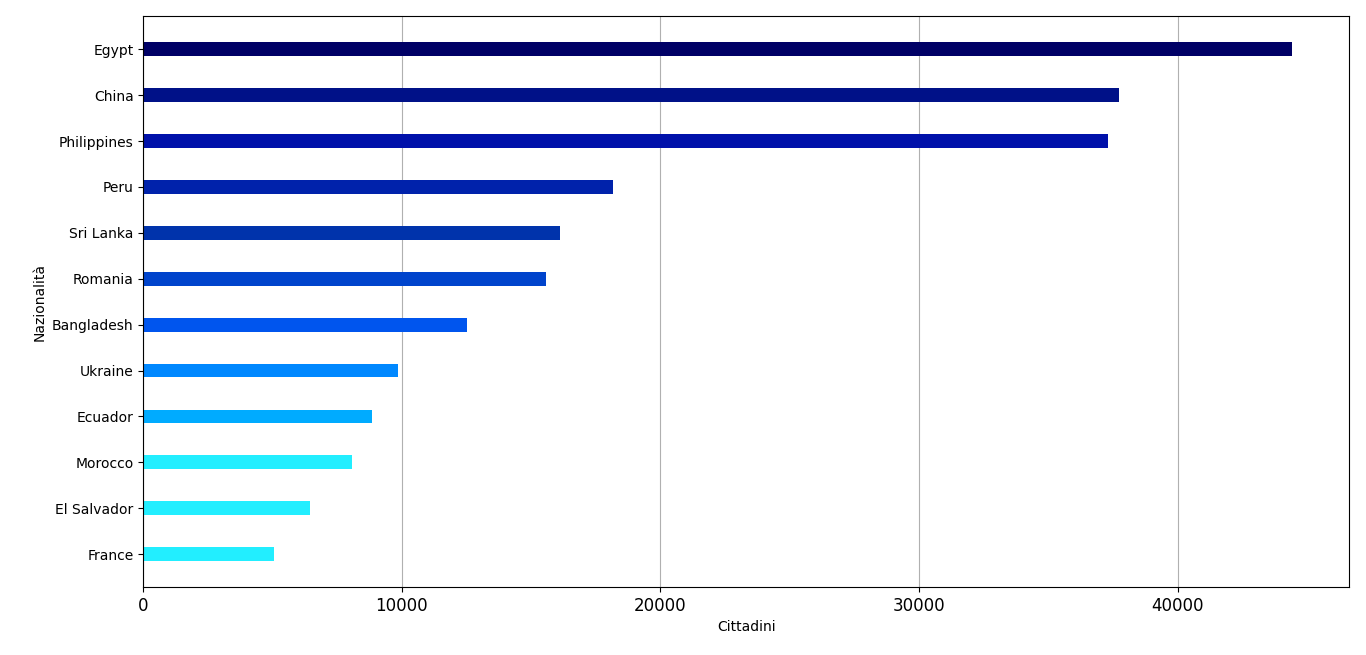 Nazionalità
Egypt
China
Philippines
Peru
Sri Lanka
Romania
Bangladesh
Ukraine
Ecuador
Morocco
El Salvador
France
0 10000 20000 30000 40000
Cittadini